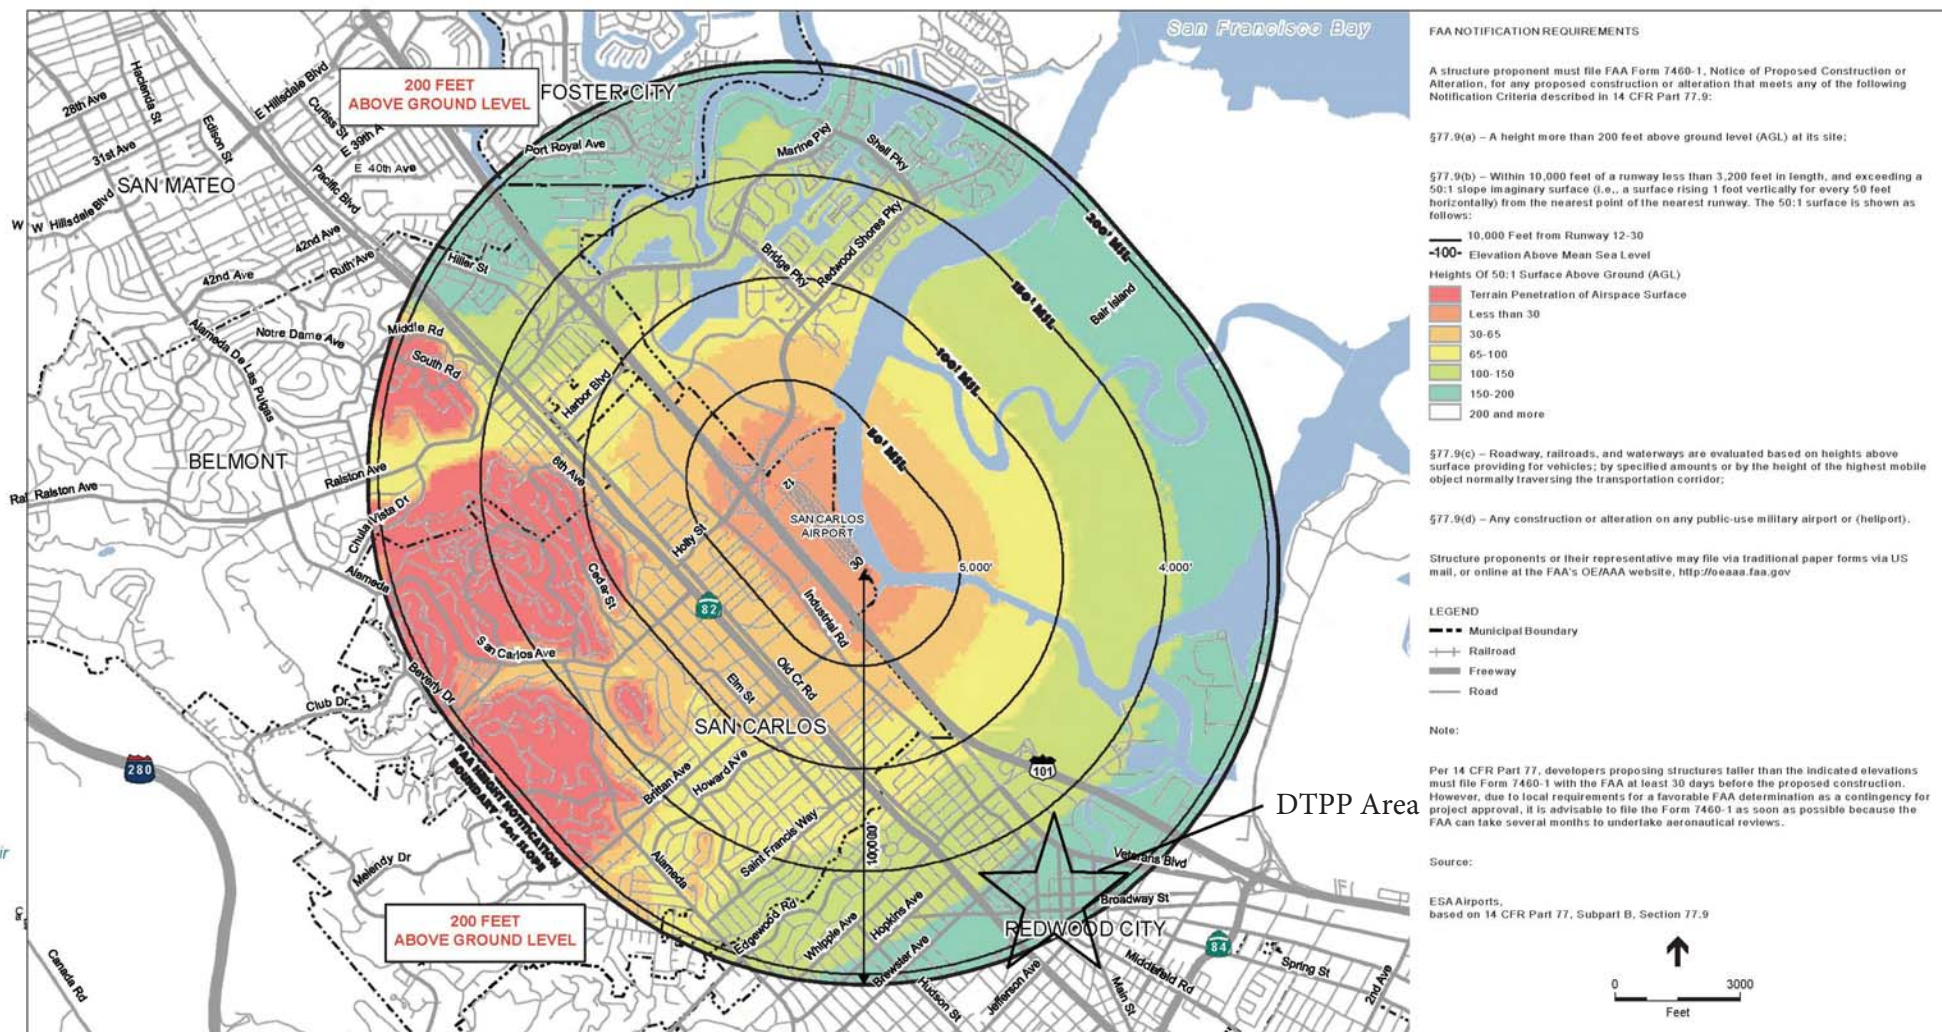 San Francisco Bay
200 FEET
ABOVE GROUND LEVEL
FOSTER CITY
Hacienda St
E Hillsdale Blvd
28th Ave
Curtiss St
Edison St
E 39th A
31st Ave
Port Royal Ave
Marine Pky
Shell Pky
E 40th Ave
Pacific Blvd
SAN MATEO
W
W Hillsdale Blvd
42nd Ave
Ruth Ave
Hiller St
42nd Ave
Bridge Pky
Redwood Shores Pky
200' MSL
150' MSL
100' MSL
50' MSL
Bair Island
Middle Rd
Notre Dame Ave
South Rd
Alameda De Las Pulgas
Harbor Blvd
BELMONT
Ralston Ave
Ral
Ralston Ave
6th Ave
12
SAN CARLOS
AIRPORT
30
Chula Vista Dr
Holly St
5,000'
4,000'
Alameda
Cedar St
82
Industrial Rd
San Carlos Ave
Beverly Dr
Elm St
Old Cr Rd
Club Dr
SAN CARLOS
280
101
FAA HEIGHT NOTIFICATION
BOUNDARY - 50:1 SLOPE
Brittan Ave
Howard Ave
DTPP Area
10,000'
Saint Francis Way
Melendy Dr
Alameda
Veterans Blvd
Broadway St
200 FEET
ABOVE GROUND LEVEL
REDWOOD CITY
Edgewood Rd
Whipple Ave
Hopkins Ave
Brewster Ave
Hudson St
Jefferson Ave
Main St
Middlefield Rd
84
Spring St
2nd Ave
Canada Rd
FAA NOTIFICATION REQUIREMENTS
A structure proponent must file FAA Form 7460-1, Notice of Proposed Construction or
Alteration, for any proposed construction or alteration that meets any of the following
Notification Criteria described in 14 CFR Part 77.9:
§77.9(a) – A height more than 200 feet above ground level (AGL) at its site;
§77.9(b) – Within 10,000 feet of a runway less than 3,200 feet in length, and exceeding a
50:1 slope imaginary surface (i.e., a surface rising 1 foot vertically for every 50 feet
horizontally) from the nearest point of the nearest runway. The 50:1 surface is shown as
follows:
10,000 Feet from Runway 12-30
-100- Elevation Above Mean Sea Level
Heights Of 50:1 Surface Above Ground (AGL)
Terrain Penetration of Airspace Surface
Less than 30
30-65
65-100
100-150
150-200
200 and more
§77.9(c) – Roadway, railroads, and waterways are evaluated based on heights above
surface providing for vehicles; by specified amounts or by the height of the highest mobile
object normally traversing the transportation corridor;
§77.9(d) – Any construction or alteration on any public-use military airport or (heliport).
Structure proponents or their representative may file via traditional paper forms via US
mail, or online at the FAA's OE/AAA website, http://oeaaa.faa.gov
LEGEND
Municipal Boundary
Railroad
Freeway
Road
Note:
Per 14 CFR Part 77, developers proposing structures taller than the indicated elevations
must file Form 7460-1 with the FAA at least 30 days before the proposed construction.
However, due to local requirements for a favorable FAA determination as a contingency for
project approval, it is advisable to file the Form 7460-1 as soon as possible because the
FAA can take several months to undertake aeronautical reviews.
Source:
ESA Airports,
based on 14 CFR Part 77, Subpart B, Section 77.9
0 3000
Feet